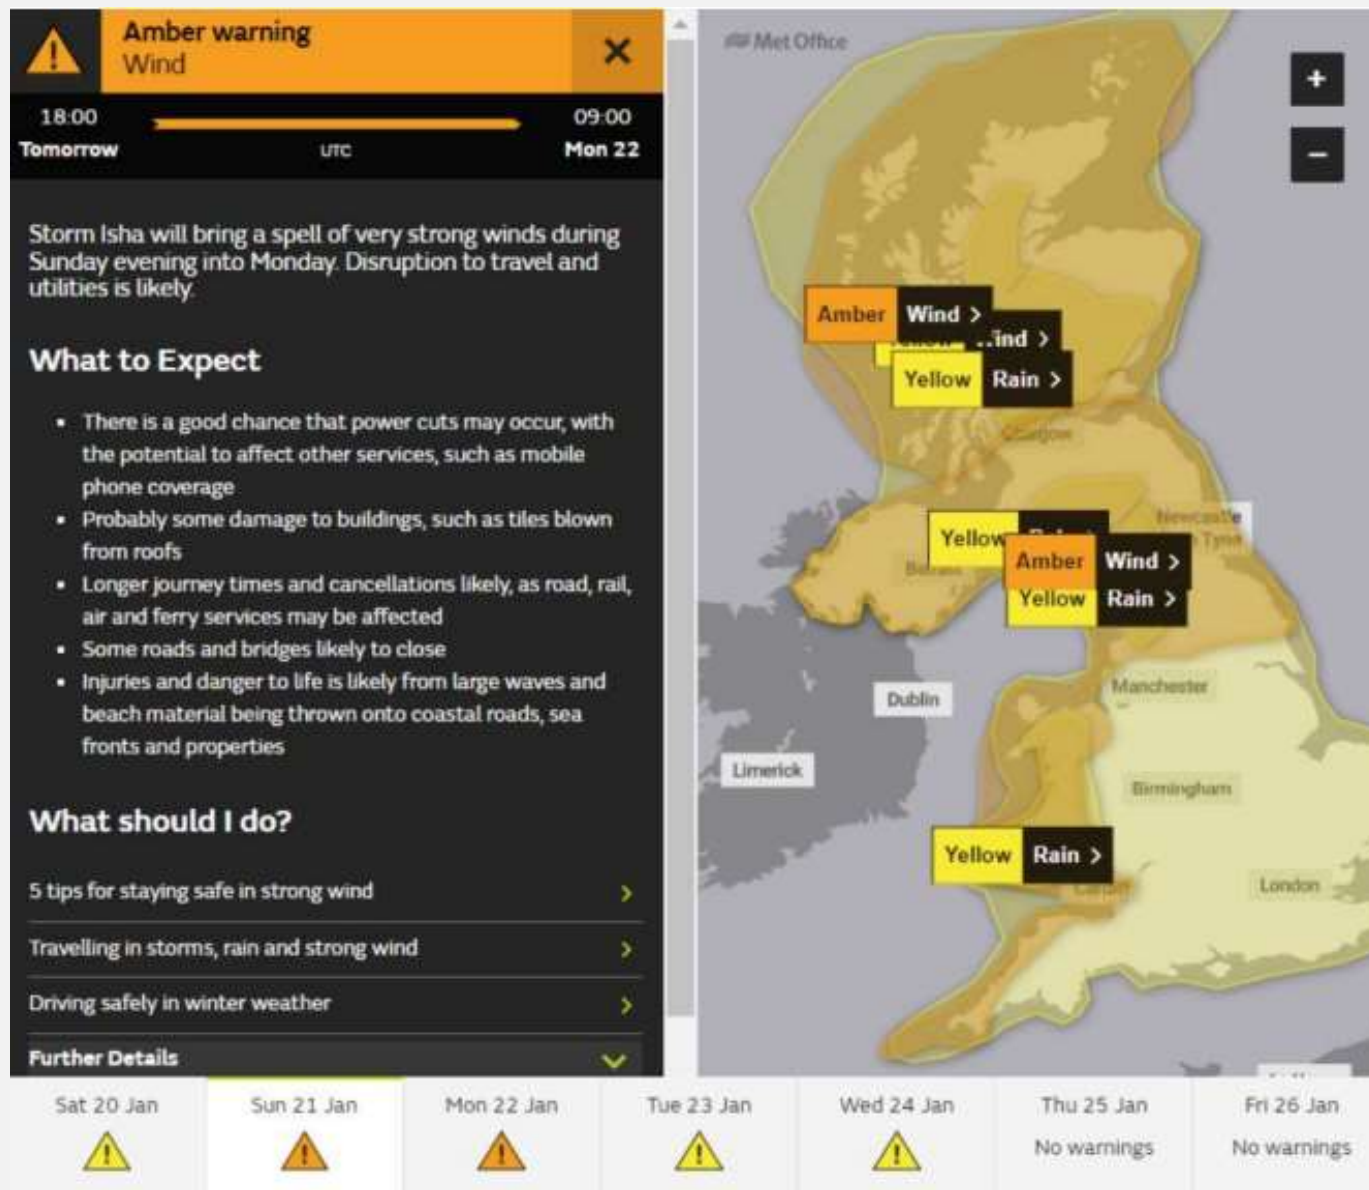 Amber warning
Wind
18:00
09:00
Tomorrow
UTC
Mon 22
Storm Isha will bring a spell of very strong winds during
Sunday evening into Monday. Disruption to travel and
utilities is likely.
What to Expect
There is a good chance that power cuts may occur, with
the potential to affect other services, such as mobile
phone coverage
Probably some damage to buildings, such as tiles blown
from roofs
Longer journey times and cancellations likely, as road, rail,
air and ferry services may be affected
Some roads and bridges likely to close
Injuries and danger to life is likely from large waves and
beach material being thrown onto coastal roads, sea
fronts and properties
What should I do?
5 tips for staying safe in strong wind
Travelling in storms, rain and strong wind
Driving safely in winter weather
Further Details
Met Office
+
−
Amber Wind >
Wind >
Yellow Rain >
Glasgow
Newcastle
Tyne
Yellow
Amber Wind >
Yellow Rain >
Belfast
Manchester
Dublin
Limerick
Birmingham
Yellow Rain >
Cardiff
London
Sat 20 Jan
Sun 21 Jan
Mon 22 Jan
Tue 23 Jan
Wed 24 Jan
Thu 25 Jan
No warnings
Fri 26 Jan
No warnings